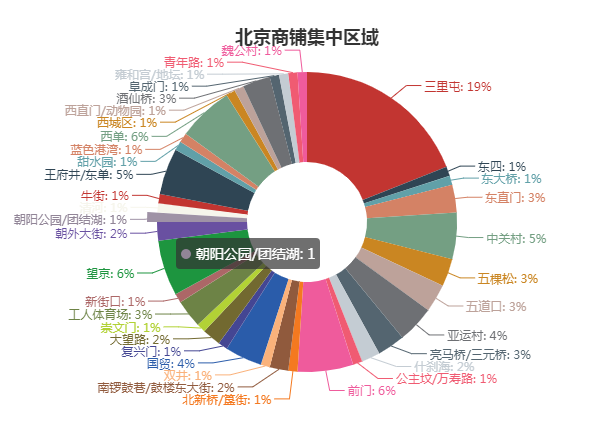 北京商铺集中区域
魏公村: 1%
青年路: 1%
雍和宫/地坛: 1%
阜成门: 1%
酒仙桥: 3%
西直门/动物园: 1%
西城区: 1%
西单: 6%
蓝色港湾: 1%
甜水园: 1%
王府井/东单: 5%
牛街: 1%
朝阳公园/团结湖: 1%
朝外大街: 2%
望京: 6%
新街口: 1%
工人体育场: 3%
崇文门: 1%
大望路: 2%
复兴门: 1%
国贸: 4%
双井: 1%
南锣鼓巷/鼓楼东大街: 2%
北新桥/簋街: 1%
三里屯: 19%
东四: 1%
东大桥: 1%
东直门: 3%
中关村: 5%
五棵松: 3%
五道口: 3%
亚运村: 4%
亮马桥/三元桥: 3%
什刹海: 2%
公主坟/万寿路: 1%
前门: 6%
朝阳公园/团结湖: 1